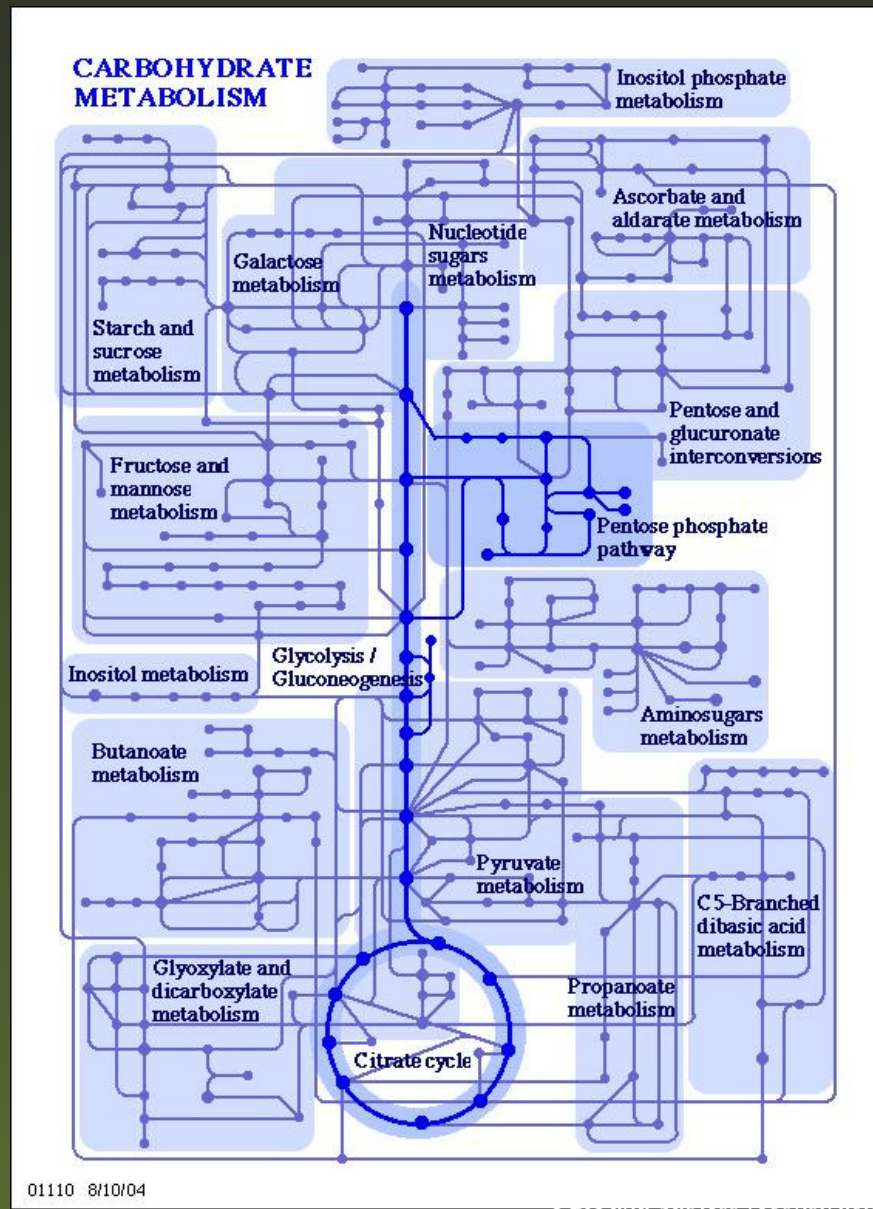 CARBOHYDRATE
METABOLISM
Inositol phosphate
metabolism
Ascorbate and
aldarate metabolism
Nucleotide
sugars
metabolism
Galactose
metabolism
Starch and
sucrose
metabolism
Pentose and
glucuronate
interconversions
Fructose and
mannose
metabolism
Pentose phosphate
pathway
Glycolysis /
Gluconeogenesis
Inositol metabolism
Aminosugars
metabolism
Butanoate
metabolism
Pyruvate
metabolism
C5-Branched
dibasic acid
metabolism
Glyoxylate and
dicarboxylate
metabolism
Propanoate
metabolism
Citrate cycle
01110 8/10/04